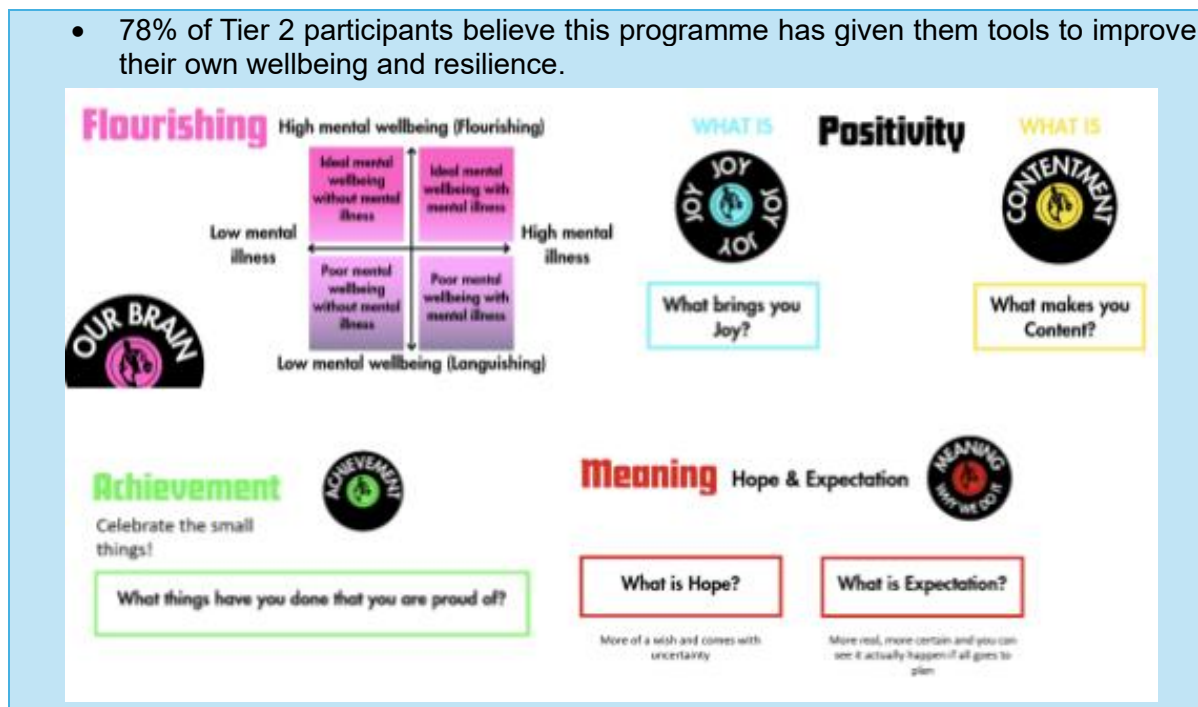 • 78% of Tier 2 participants believe this programme has given them tools to improve
their own wellbeing and resilience.
Flourishing
High mental wellbeing (Flourishing)
Ideal mental
wellbeing
without mental
illness
Ideal mental
wellbeing with
mental illness
Low mental
illness
High mental
illness
Poor mental
wellbeing
without mental
illness
Poor mental
wellbeing with
mental illness
Low mental wellbeing (Languishing)
OUR BRAIN
Positivity
WHAT IS
JOY JOY JOY JOY
What brings you
Joy?
WHAT IS
CONTENTMENT
What makes you
Content?
Achievement
ACHIEVEMENT
Celebrate the small
things!
What things have you done that you are proud of?
Meaning
Hope & Expectation
MEANING
WHY WE DO IT
What is Hope?
More of a wish and comes with
uncertainty
What is Expectation?
More real, more certain and you can
see it actually happen if all goes to
plan